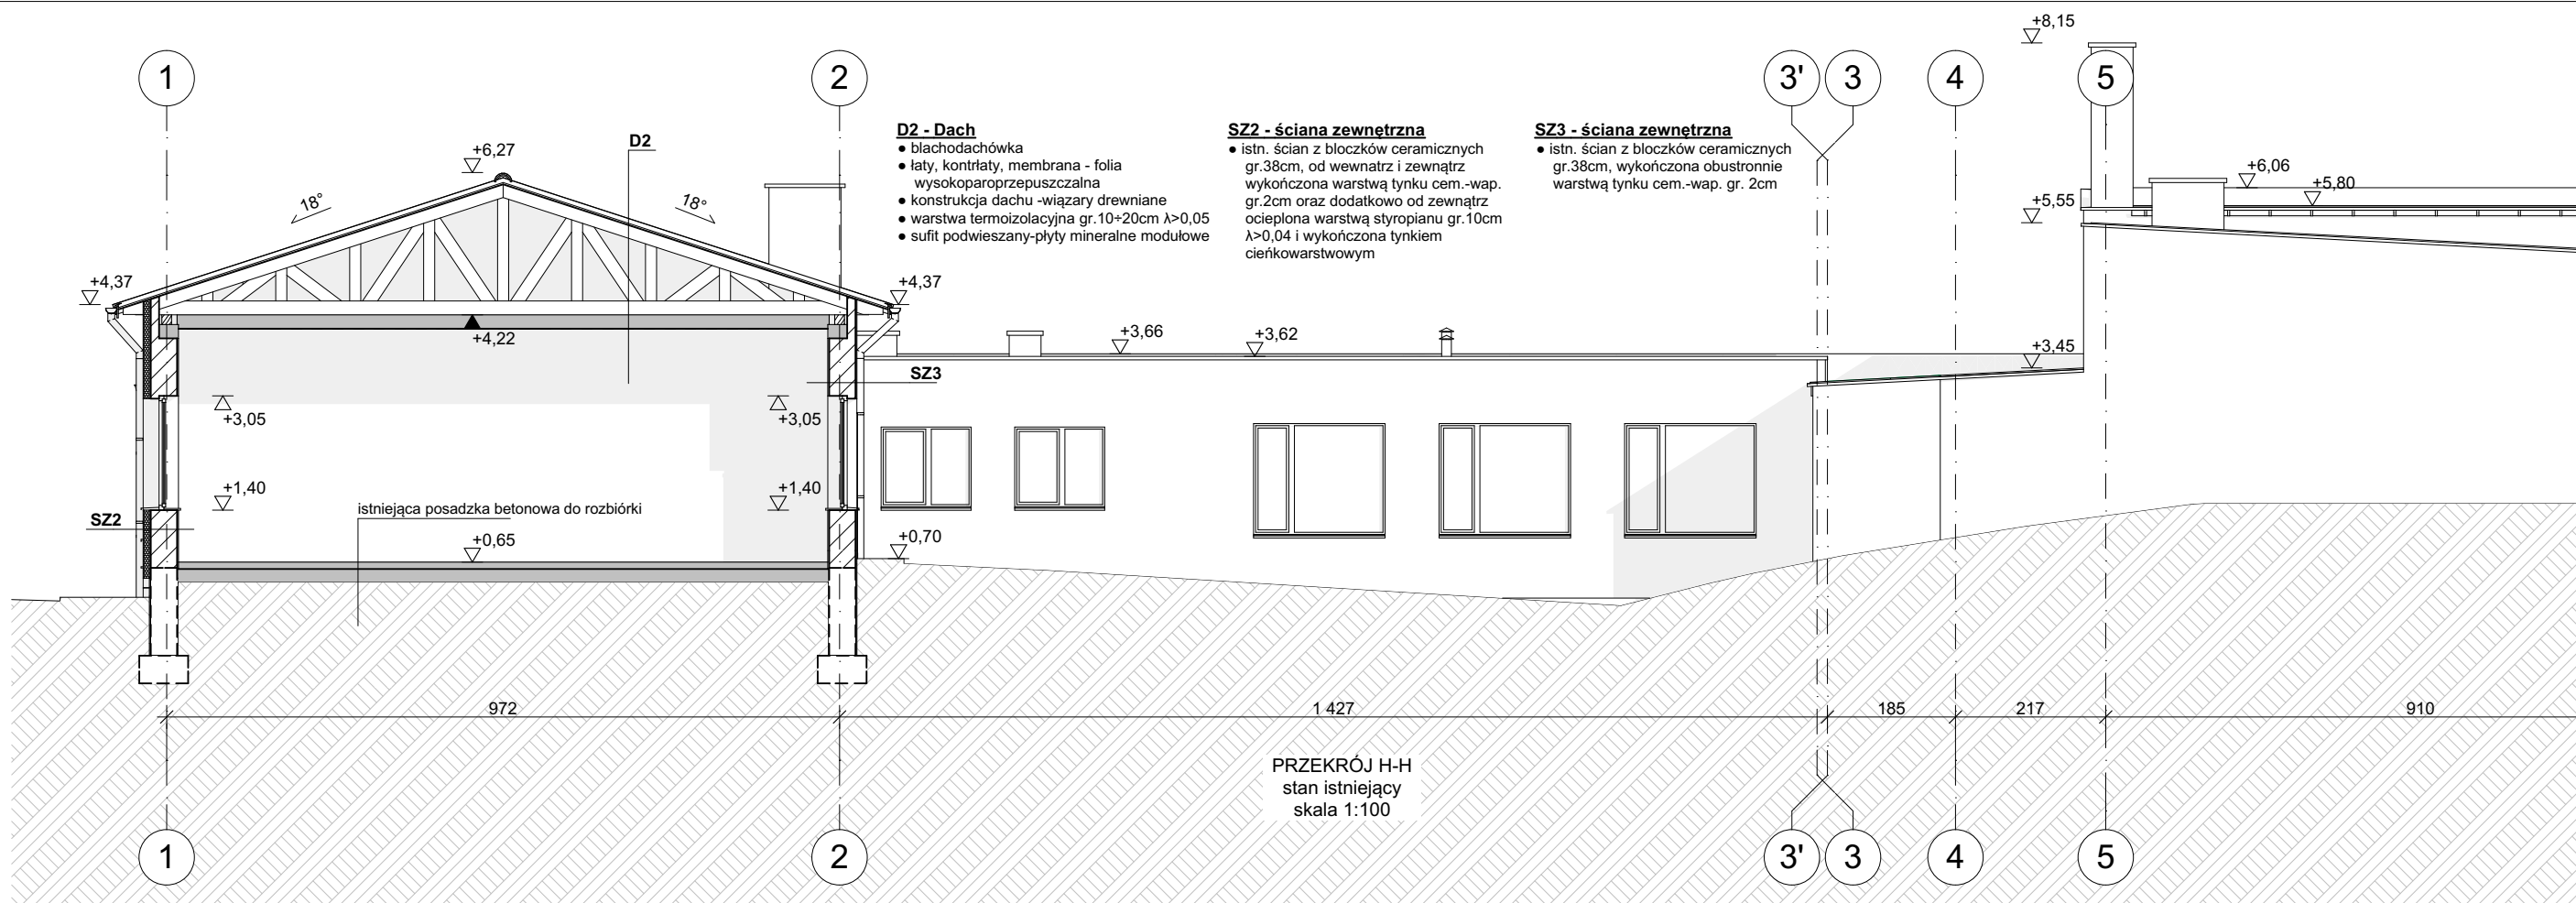 +8,15
1
2
3'
3
4
5
D2 - Dach
● blachodachówka
● łaty, kontrłaty, membrana - folia
wysokoparoprzepuszczalna
● konstrukcja dachu -wiązary drewniane
● warstwa termoizolacyjna gr.10÷20cm λ>0,05
● sufit podwieszany-płyty mineralne modułowe
SZ2 - ściana zewnętrzna
● istn. ścian z bloczków ceramicznych
gr.38cm, od wewnatrz i zewnątrz
wykończona warstwą tynku cem.-wap.
gr.2cm oraz dodatkowo od zewnątrz
ocieplona warstwą styropianu gr.10cm
λ>0,04 i wykończona tynkiem
cieńkowarstwowym
SZ3 - ściana zewnętrzna
● istn. ścian z bloczków ceramicznych
gr.38cm, wykończona obustronnie
warstwą tynku cem.-wap. gr. 2cm
D2
+6,27
18°
18°
+6,06
+5,80
+5,55
+4,37
+4,37
+4,22
+3,66
+3,62
+3,45
SZ3
+3,05
+3,05
+1,40
+1,40
istniejąca posadzka betonowa do rozbiórki
SZ2
+0,65
+0,70
972
1 427
185
217
910
PRZEKRÓJ H-H
stan istniejący
skala 1:100
1
2
3'
3
4
5